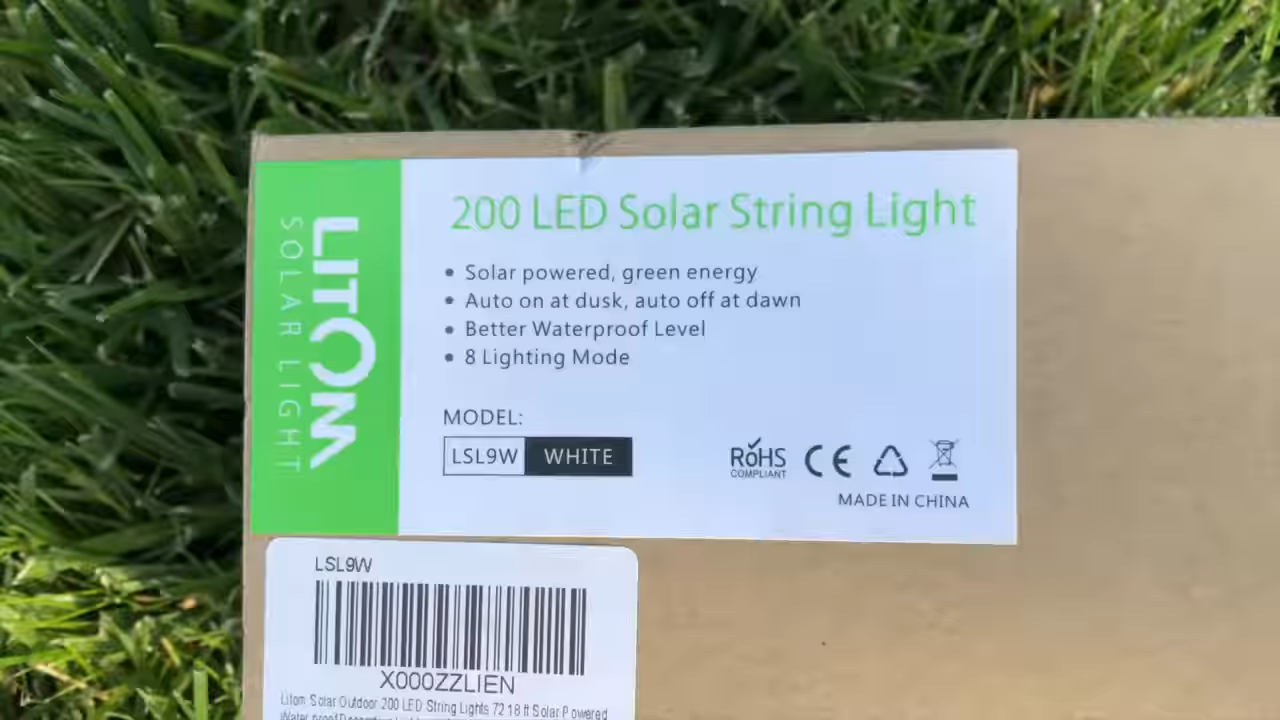 LITOM
SOLAR LIGHT
200 LED Solar String Light
• Solar powered, green energy
• Auto on at dusk, auto off at dawn
• Better Waterproof Level
• 8 Lighting Mode
MODEL:
LSL9W WHITE
RoHS
COMPLIANT
CE
MADE IN CHINA
LSL9W
X000ZZLIEN
Litom Solar Outdoor 200 LED String Lights 72.18 ft Solar Powered